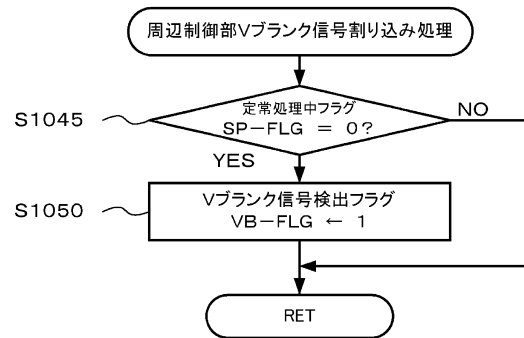 周辺制御部Vブランク信号割り込み処理
S1045
定常処理中フラグ
SP-FLG = 0?
NO
YES
S1050
Vブランク信号検出フラグ
VB-FLG ← 1
RET